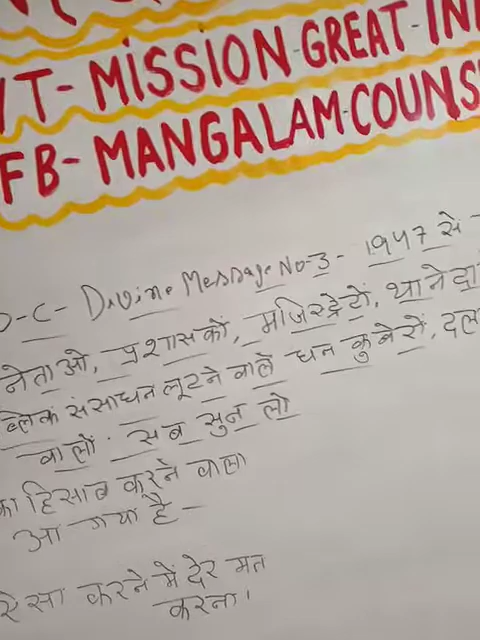 YT- MISSION-GREAT-IN
FB- MANGALAM-COUNS
D-C- Divine Message No-3- 1947 से
नेताओ, प्रशासकों, मजिस्ट्रेटों, थानेदा
ब्लिक संसाधन लूटने वाले धन कुबेरों, दल
वालों. सब सुन लो
का हिसाब करने वाला
आ गया है-
ऐसा करने में देर मत
करना।